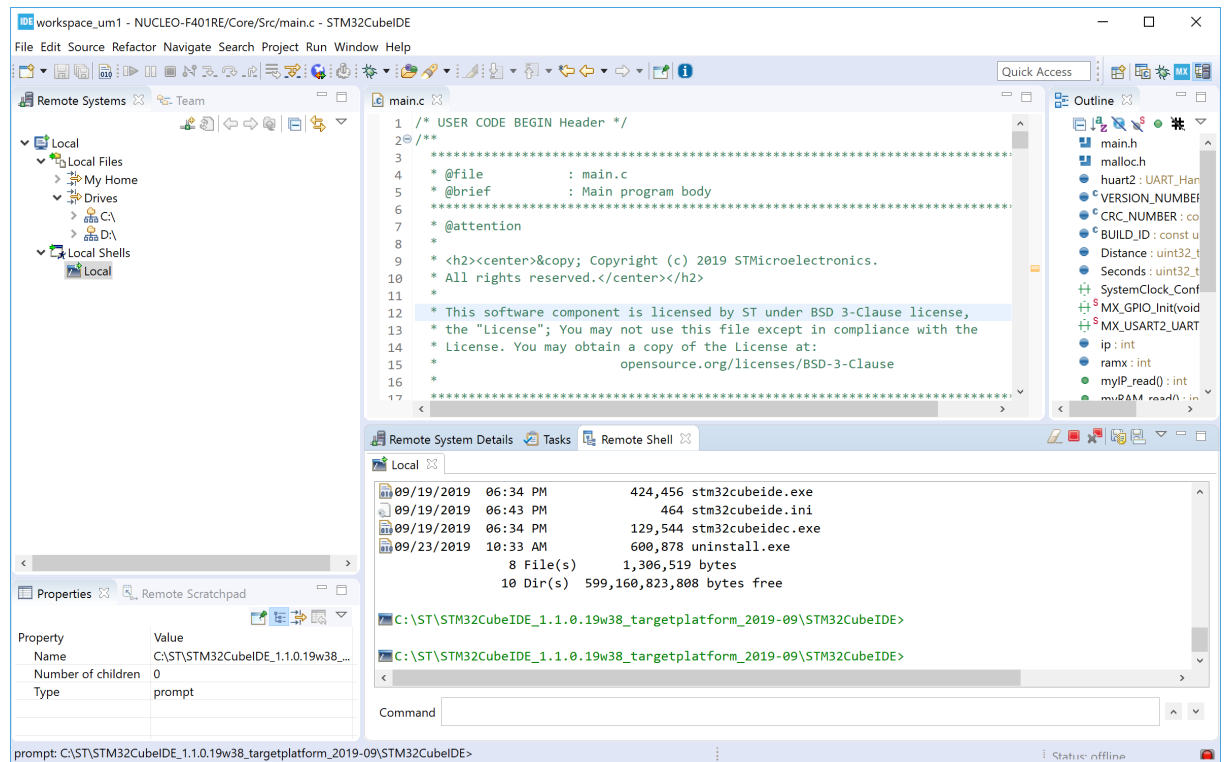 IDE workspace_um1 - NUCLEO-F401RE/Core/Src/main.c - STM32CubeIDE
File Edit Source Refactor Navigate Search Project Run Window Help
Quick Access
MX
Remote Systems
Team
Local
Local Files
My Home
Drives
C:\
D:\
Local Shells
Local
main.c
1 /* USER CODE BEGIN Header */
2 /**
3 ******************************************************************************
4 * @file : main.c
5 * @brief : Main program body
6 ******************************************************************************
7 * @attention
8 *
9 * <h2><center>&copy; Copyright (c) 2019 STMicroelectronics.
10 * All rights reserved.</center></h2>
11 *
12 * This software component is licensed by ST under BSD 3-Clause license,
13 * the "License"; You may not use this file except in compliance with the
14 * License. You may obtain a copy of the License at:
15 * opensource.org/licenses/BSD-3-Clause
16 *
17 ******************************************************************************
Outline
main.h
malloc.h
huart2 : UART_Han
VERSION_NUMBER
CRC_NUMBER : co
BUILD_ID : const u
Distance : uint32_t
Seconds : uint32_t
SystemClock_Conf
MX_GPIO_Init(void
MX_USART2_UART
ip : int
ramx : int
myIP_read() : int
myRAM_read() : in
Properties
Remote Scratchpad
Property Value
Name C:\ST\STM32CubeIDE_1.1.0.19w38_...
Number of children 0
Type prompt
Remote System Details
Tasks
Remote Shell
Local
09/19/2019 06:34 PM 424,456 stm32cubeide.exe
09/19/2019 06:43 PM 464 stm32cubeide.ini
09/19/2019 06:34 PM 129,544 stm32cubeidec.exe
09/23/2019 10:33 AM 600,878 uninstall.exe
8 File(s) 1,306,519 bytes
10 Dir(s) 599,160,823,808 bytes free
C:\ST\STM32CubeIDE_1.1.0.19w38_targetplatform_2019-09\STM32CubeIDE>
C:\ST\STM32CubeIDE_1.1.0.19w38_targetplatform_2019-09\STM32CubeIDE>
Command
prompt: C:\ST\STM32CubeIDE_1.1.0.19w38_targetplatform_2019-09\STM32CubeIDE>
Status: offline